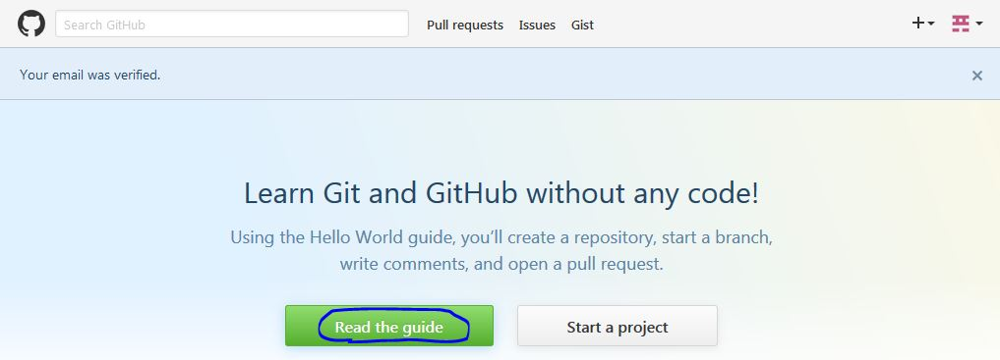 Search GitHub Pull requests Issues Gist
Your email was verified.
Learn Git and GitHub without any code!
Using the Hello World guide, you’ll create a repository, start a branch,
write comments, and open a pull request.
Read the guide Start a project